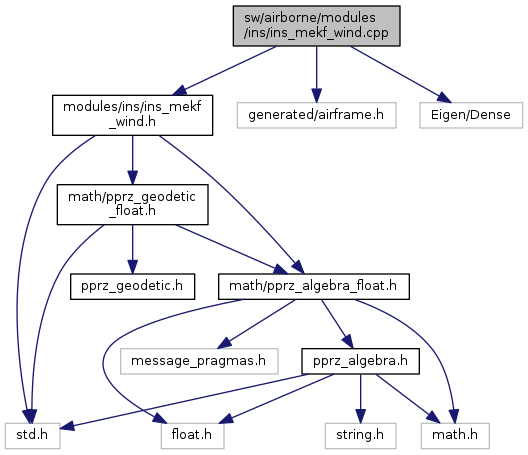 sw/airborne/modules
/ins/ins_mekf_wind.cpp
modules/ins/ins_mekf
_wind.h
generated/airframe.h
Eigen/Dense
math/pprz_geodetic
_float.h
pprz_geodetic.h
math/pprz_algebra_float.h
message_pragmas.h
pprz_algebra.h
std.h
float.h
string.h
math.h